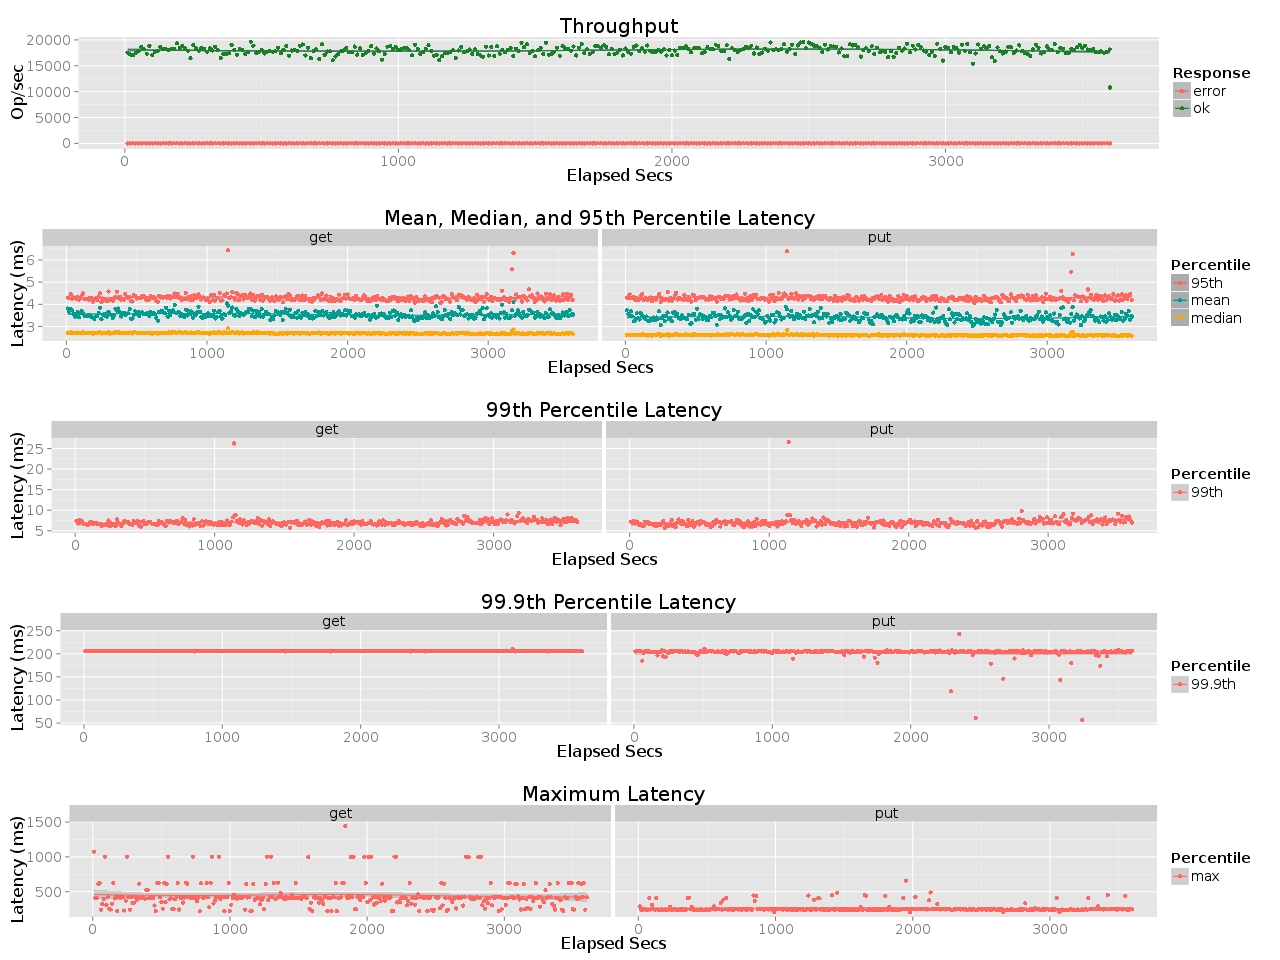 Throughput
20000
15000
10000
5000
0
Op/sec
0 1000 2000 3000
Elapsed Secs
Response
error
ok
Mean, Median, and 95th Percentile Latency
get put
6
5
4
3
Latency (ms)
0 1000 2000 3000 0 1000 2000 3000
Elapsed Secs
Percentile
95th
mean
median
99th Percentile Latency
get put
25
20
15
10
5
Latency (ms)
0 1000 2000 3000 0 1000 2000 3000
Elapsed Secs
Percentile
99th
99.9th Percentile Latency
get put
250
200
150
100
50
Latency (ms)
0 1000 2000 3000 0 1000 2000 3000
Elapsed Secs
Percentile
99.9th
Maximum Latency
get put
1500
1000
500
Latency (ms)
0 1000 2000 3000 0 1000 2000 3000
Elapsed Secs
Percentile
max